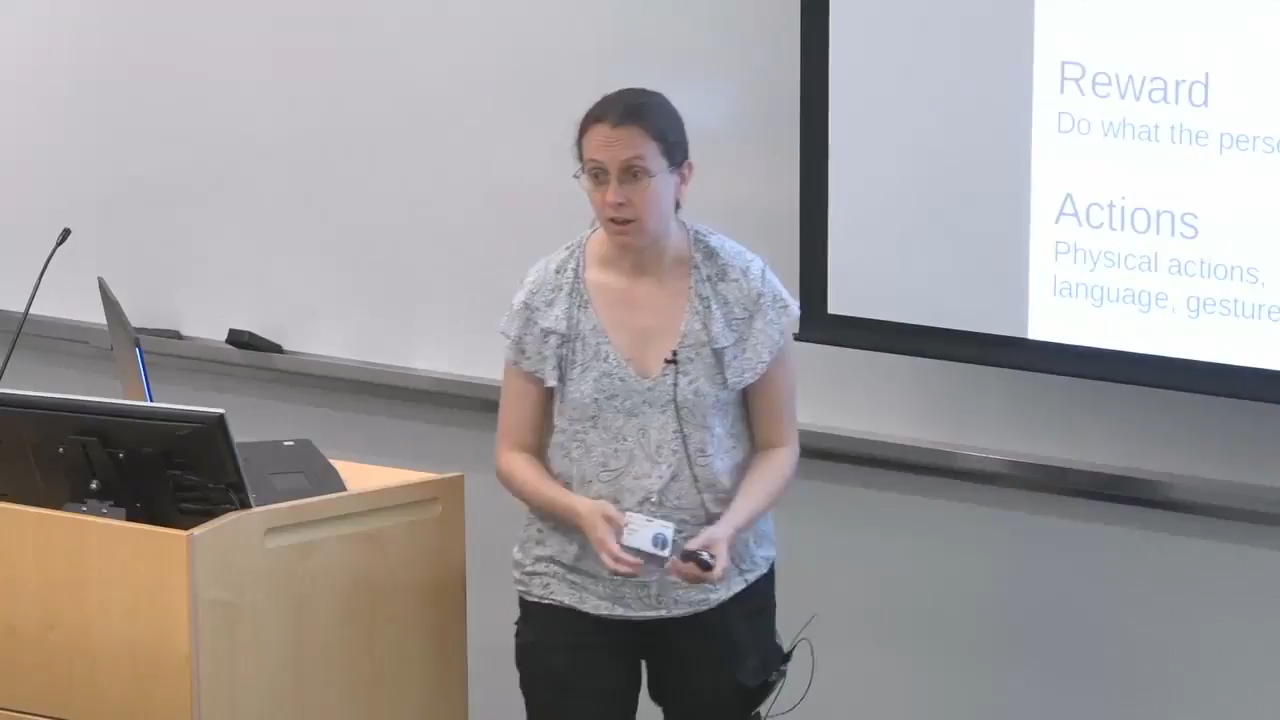 Reward
Do what the perso
Actions
Physical actions,
language, gesture